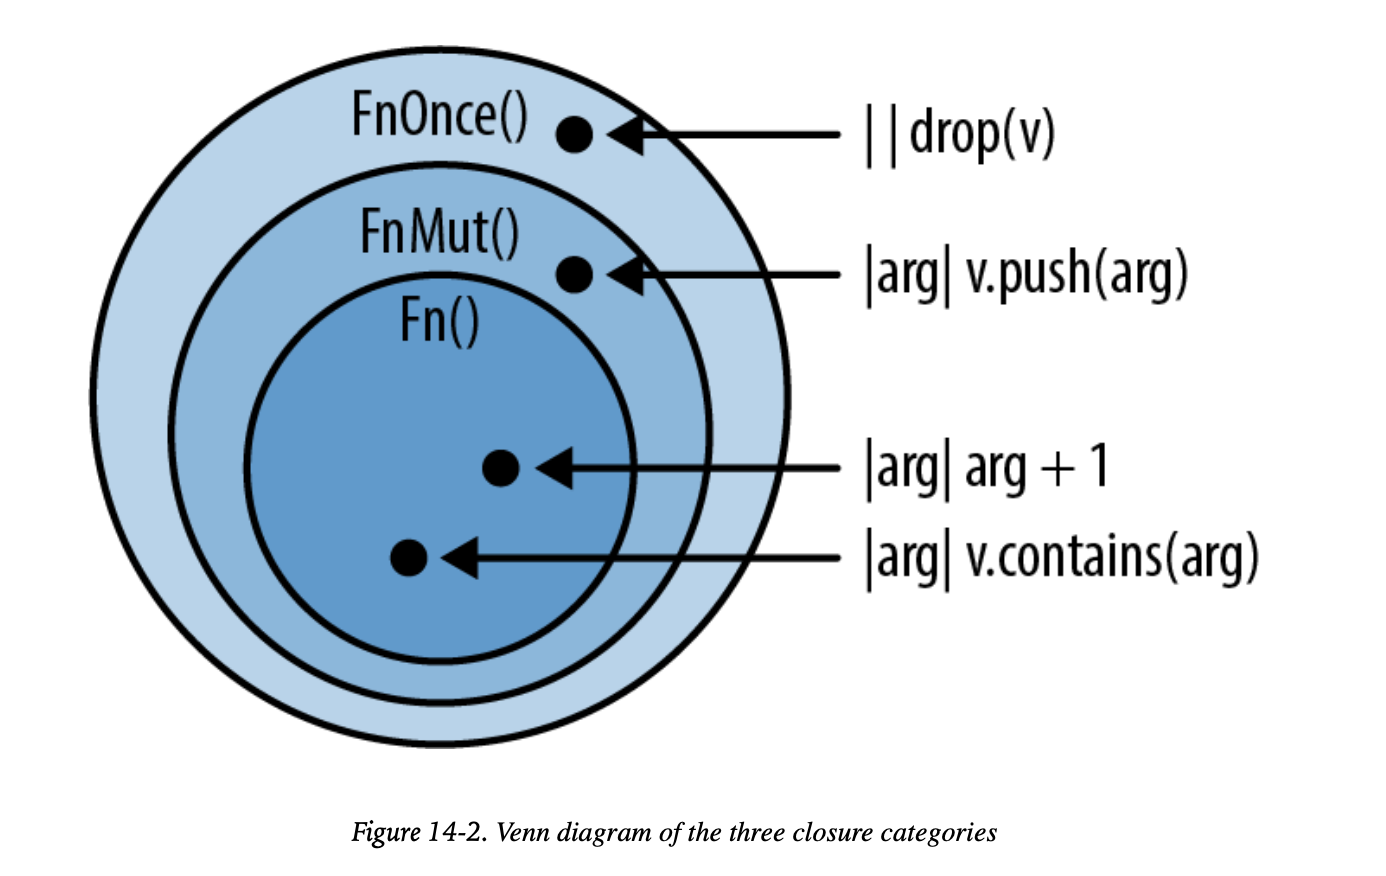 FnOnce()
|| drop(v)
FnMut()
|arg| v.push(arg)
Fn()
|arg| arg + 1
|arg| v.contains(arg)
Figure 14-2. Venn diagram of the three closure categories